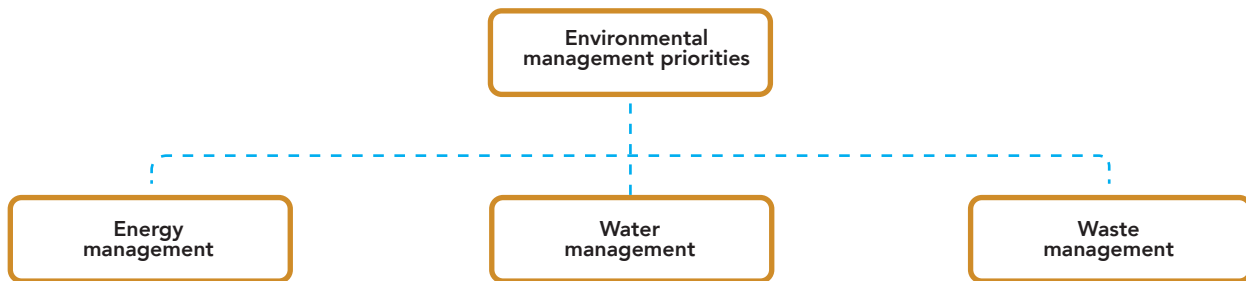 Environmental
management priorities
Energy
management
Water
management
Waste
management